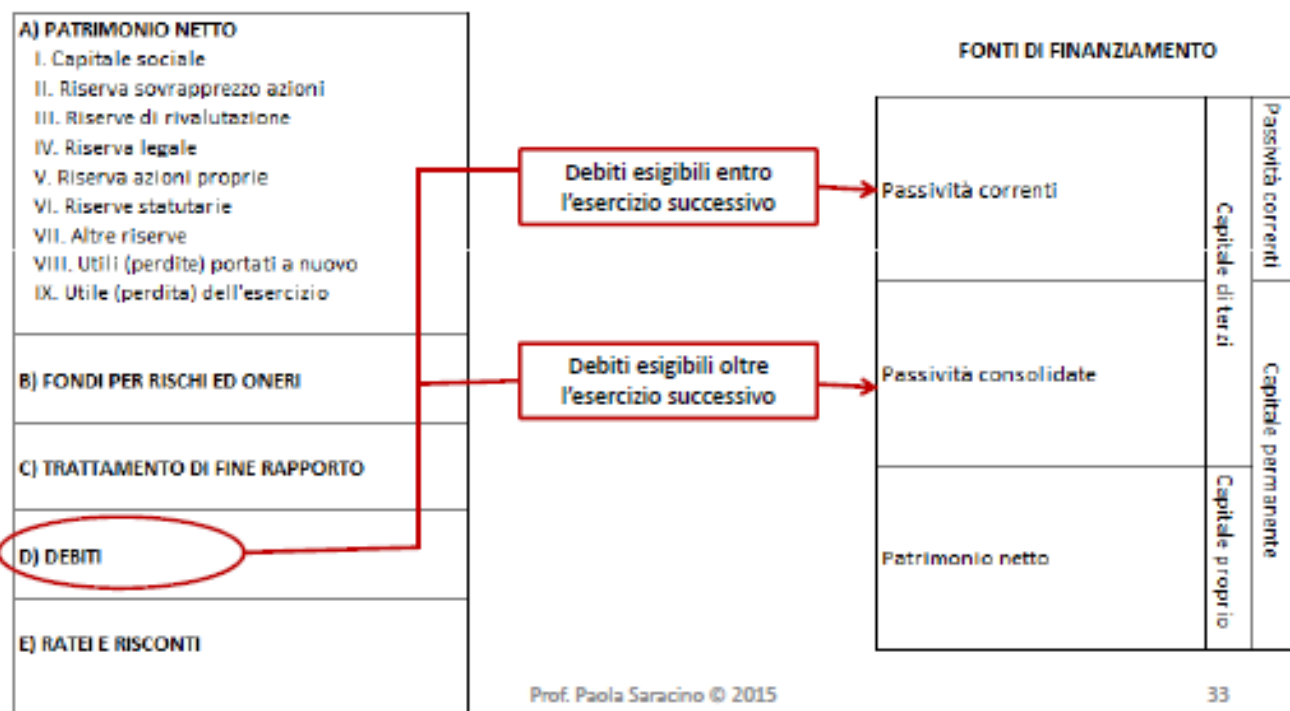 A) PATRIMONIO NETTO
I. Capitale sociale
II. Riserva sovrapprezzo azioni
III. Riserve di rivalutazione
IV. Riserva legale
V. Riserva azioni proprie
VI. Riserve statutarie
VII. Altre riserve
VIII. Utili (perdite) portati a nuovo
IX. Utile (perdita) dell'esercizio
B) FONDI PER RISCHI ED ONERI
C) TRATTAMENTO DI FINE RAPPORTO
D) DEBITI
E) RATEI E RISCONTI
Debiti esigibili entro
l'esercizio successivo
Debiti esigibili oltre
l'esercizio successivo
FONTI DI FINANZIAMENTO
Passività correnti
Passività consolidate
Patrimonio netto
Capitale di terzi
Capitale proprio
Passività correnti
Capitale permanente
Prof. Paola Saracino © 2015
33